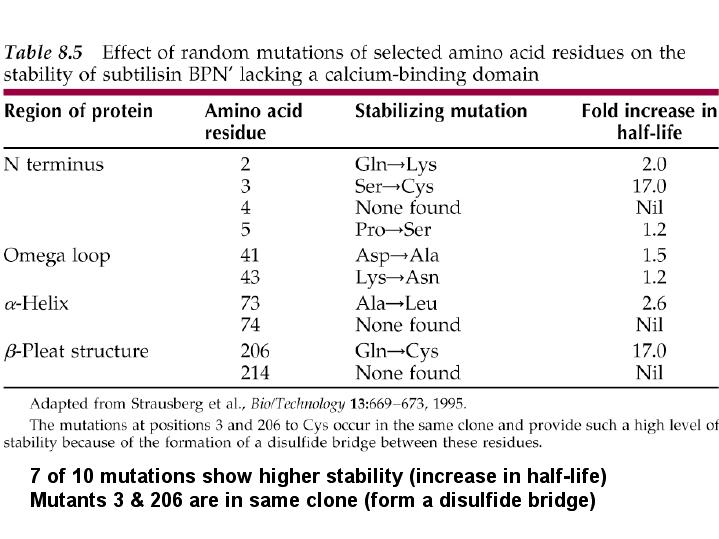 Table 8.5 Effect of random mutations of selected amino acid residues on the
stability of subtilisin BPN′ lacking a calcium-binding domain
Region of protein Amino acid residue Stabilizing mutation Fold increase in half-life
N terminus 2 Gln→Lys 2.0
3 Ser→Cys 17.0
4 None found Nil
5 Pro→Ser 1.2
Omega loop 41 Asp→Ala 1.5
43 Lys→Asn 1.2
α-Helix 73 Ala→Leu 2.6
74 None found Nil
β-Pleat structure 206 Gln→Cys 17.0
214 None found Nil
Adapted from Strausberg et al., Bio/Technology 13:669–673, 1995.
The mutations at positions 3 and 206 to Cys occur in the same clone and provide such a high level of
stability because of the formation of a disulfide bridge between these residues.
7 of 10 mutations show higher stability (increase in half-life)
Mutants 3 & 206 are in same clone (form a disulfide bridge)